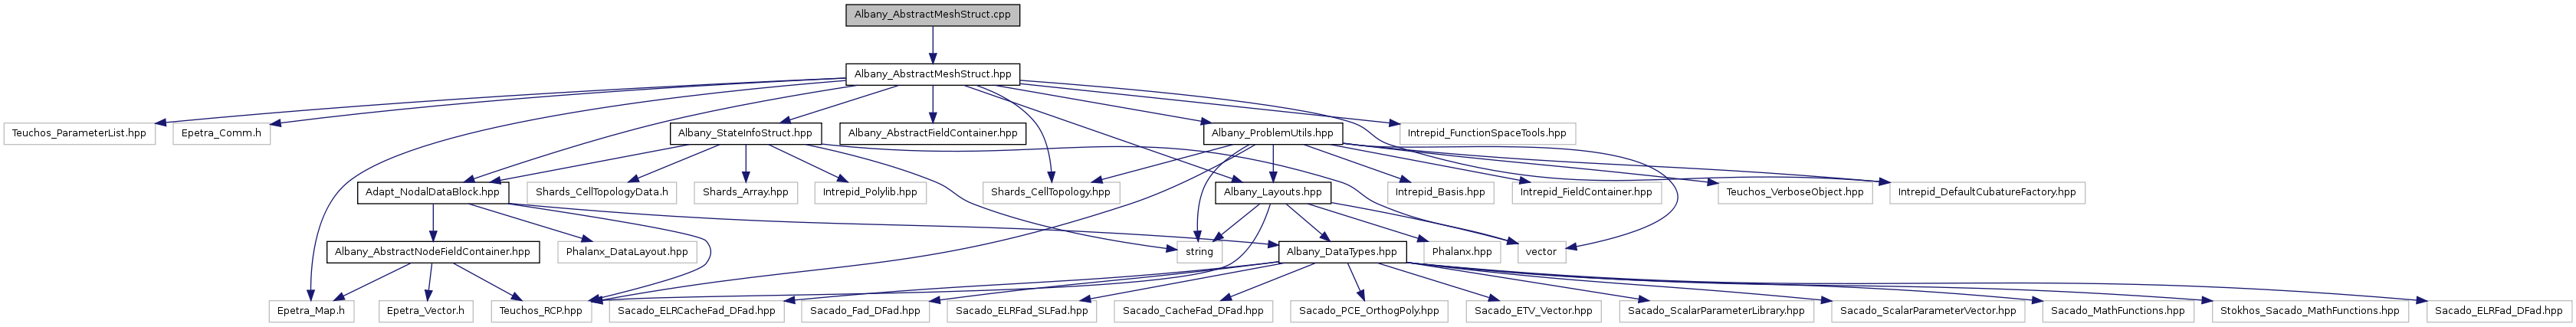 Albany_AbstractMeshStruct.cpp
Albany_AbstractMeshStruct.hpp
Teuchos_ParameterList.hpp
Epetra_Comm.h
Albany_StateInfoStruct.hpp
Albany_AbstractFieldContainer.hpp
Albany_ProblemUtils.hpp
Intrepid_FunctionSpaceTools.hpp
Adapt_NodalDataBlock.hpp
Shards_CellTopologyData.h
Shards_Array.hpp
Intrepid_Polylib.hpp
Shards_CellTopology.hpp
Albany_Layouts.hpp
Intrepid_Basis.hpp
Intrepid_FieldContainer.hpp
Teuchos_VerboseObject.hpp
Intrepid_DefaultCubatureFactory.hpp
Albany_AbstractNodeFieldContainer.hpp
Phalanx_DataLayout.hpp
string
Albany_DataTypes.hpp
Phalanx.hpp
vector
Epetra_Map.h
Epetra_Vector.h
Teuchos_RCP.hpp
Sacado_ELRCacheFad_DFad.hpp
Sacado_Fad_DFad.hpp
Sacado_ELRFad_SLFad.hpp
Sacado_CacheFad_DFad.hpp
Sacado_PCE_OrthogPoly.hpp
Sacado_ETV_Vector.hpp
Sacado_ScalarParameterLibrary.hpp
Sacado_ScalarParameterVector.hpp
Sacado_MathFunctions.hpp
Stokhos_Sacado_MathFunctions.hpp
Sacado_ELRFad_DFad.hpp